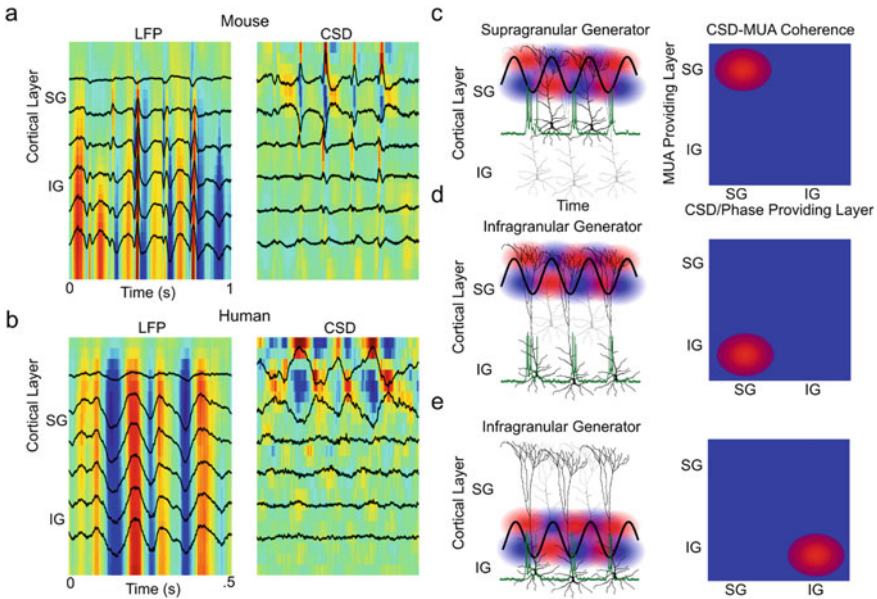 a
Mouse
LFP
CSD
Cortical Layer
SG
IG
0
Time (s)
1
b
Human
LFP
CSD
Cortical Layer
SG
IG
0
Time (s)
.5
c
Supragranular Generator
CSD-MUA Coherence
Cortical Layer
SG
IG
Time
MUA Providing Layer
SG
IG
SG
IG
CSD/Phase Providing Layer
d
Infragranular Generator
Cortical Layer
SG
IG
SG
IG
SG
IG
e
Infragranular Generator
Cortical Layer
SG
IG
SG
IG
SG
IG